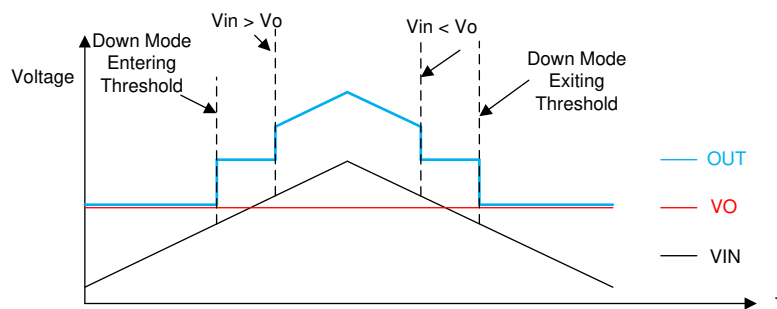 Vin > Vo
Vin < Vo
Down Mode
Entering
Threshold
Down Mode
Exiting
Threshold
Voltage
OUT
VO
VIN